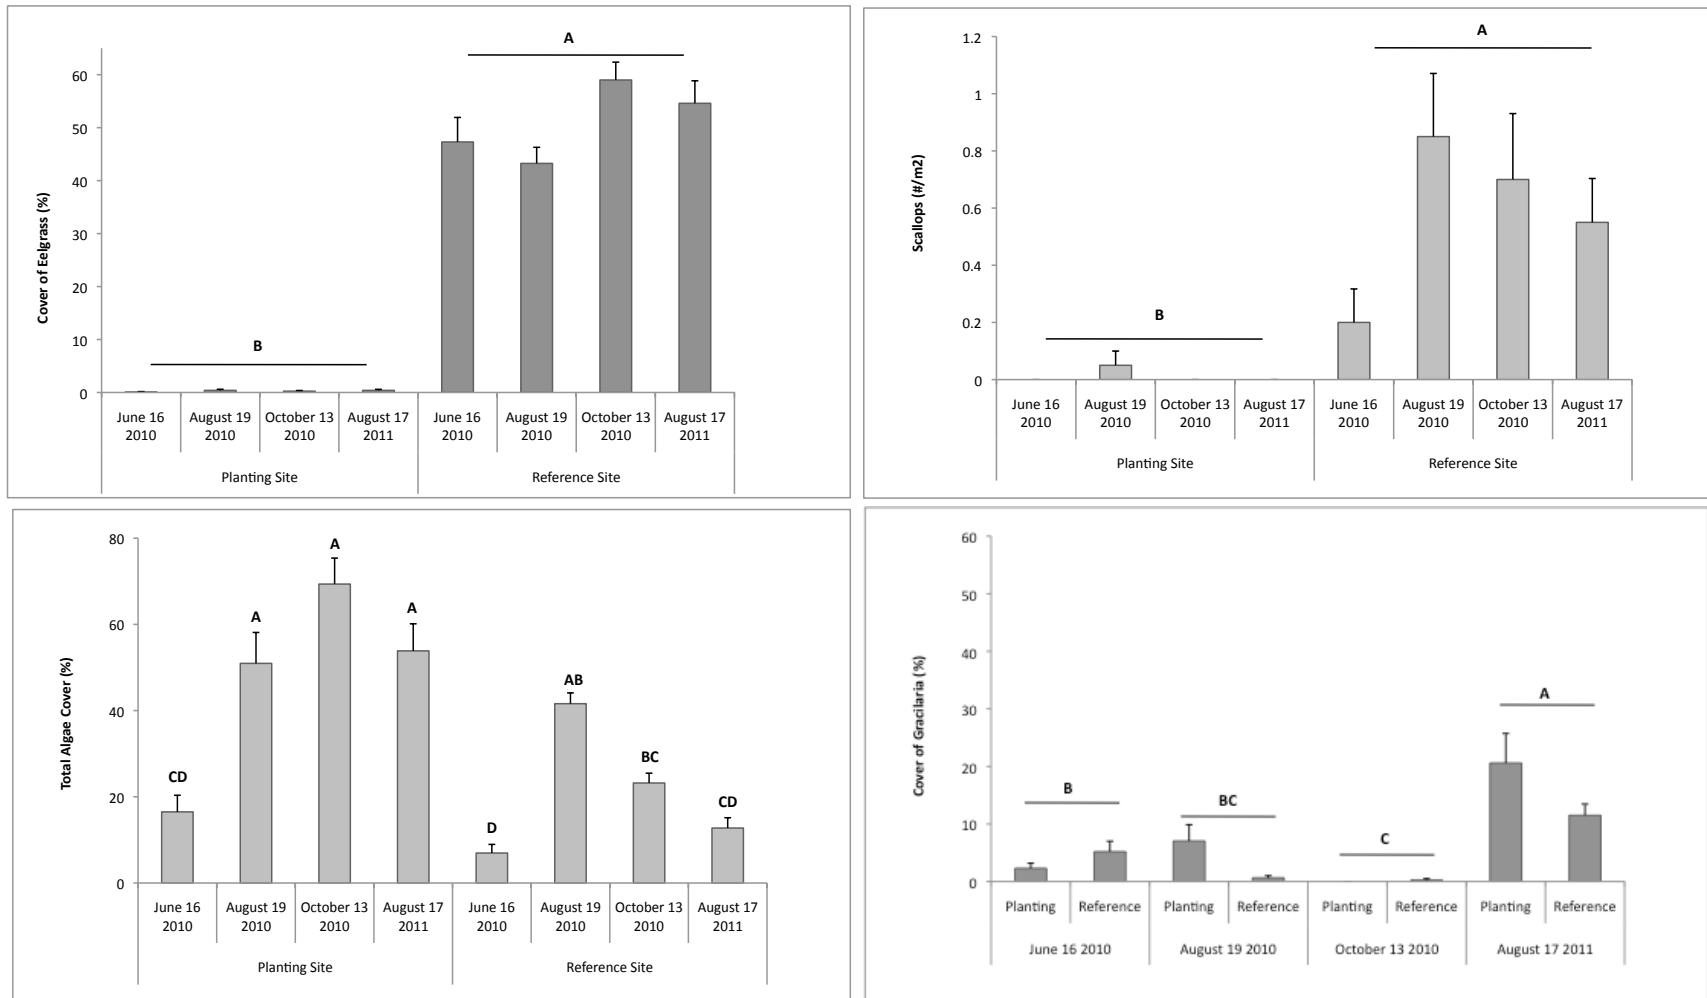 A
60
50
40
30
20
10
0
Cover of Eelgrass (%)
B
June 16 August 19 October 13 August 17 June 16 August 19 October 13 August 17
2010 2010 2010 2011 2010 2010 2010 2011
Planting Site Reference Site
1.2
1
0.8
0.6
0.4
0.2
0
Scallops (#/m2)
A
B
June 16 August 19 October 13 August 17 June 16 August 19 October 13 August 17
2010 2010 2010 2011 2010 2010 2010 2011
Planting Site Reference Site
80
60
40
20
0
Total Algae Cover (%)
CD A A A D AB BC CD
June 16 August 19 October 13 August 17 June 16 August 19 October 13 August 17
2010 2010 2010 2011 2010 2010 2010 2011
Planting Site Reference Site
60
50
40
30
20
10
0
Cover of Gracilaria (%)
B BC C A
Planting Reference Planting Reference Planting Reference Planting Reference
June 16 2010 August 19 2010 October 13 2010 August 17 2011